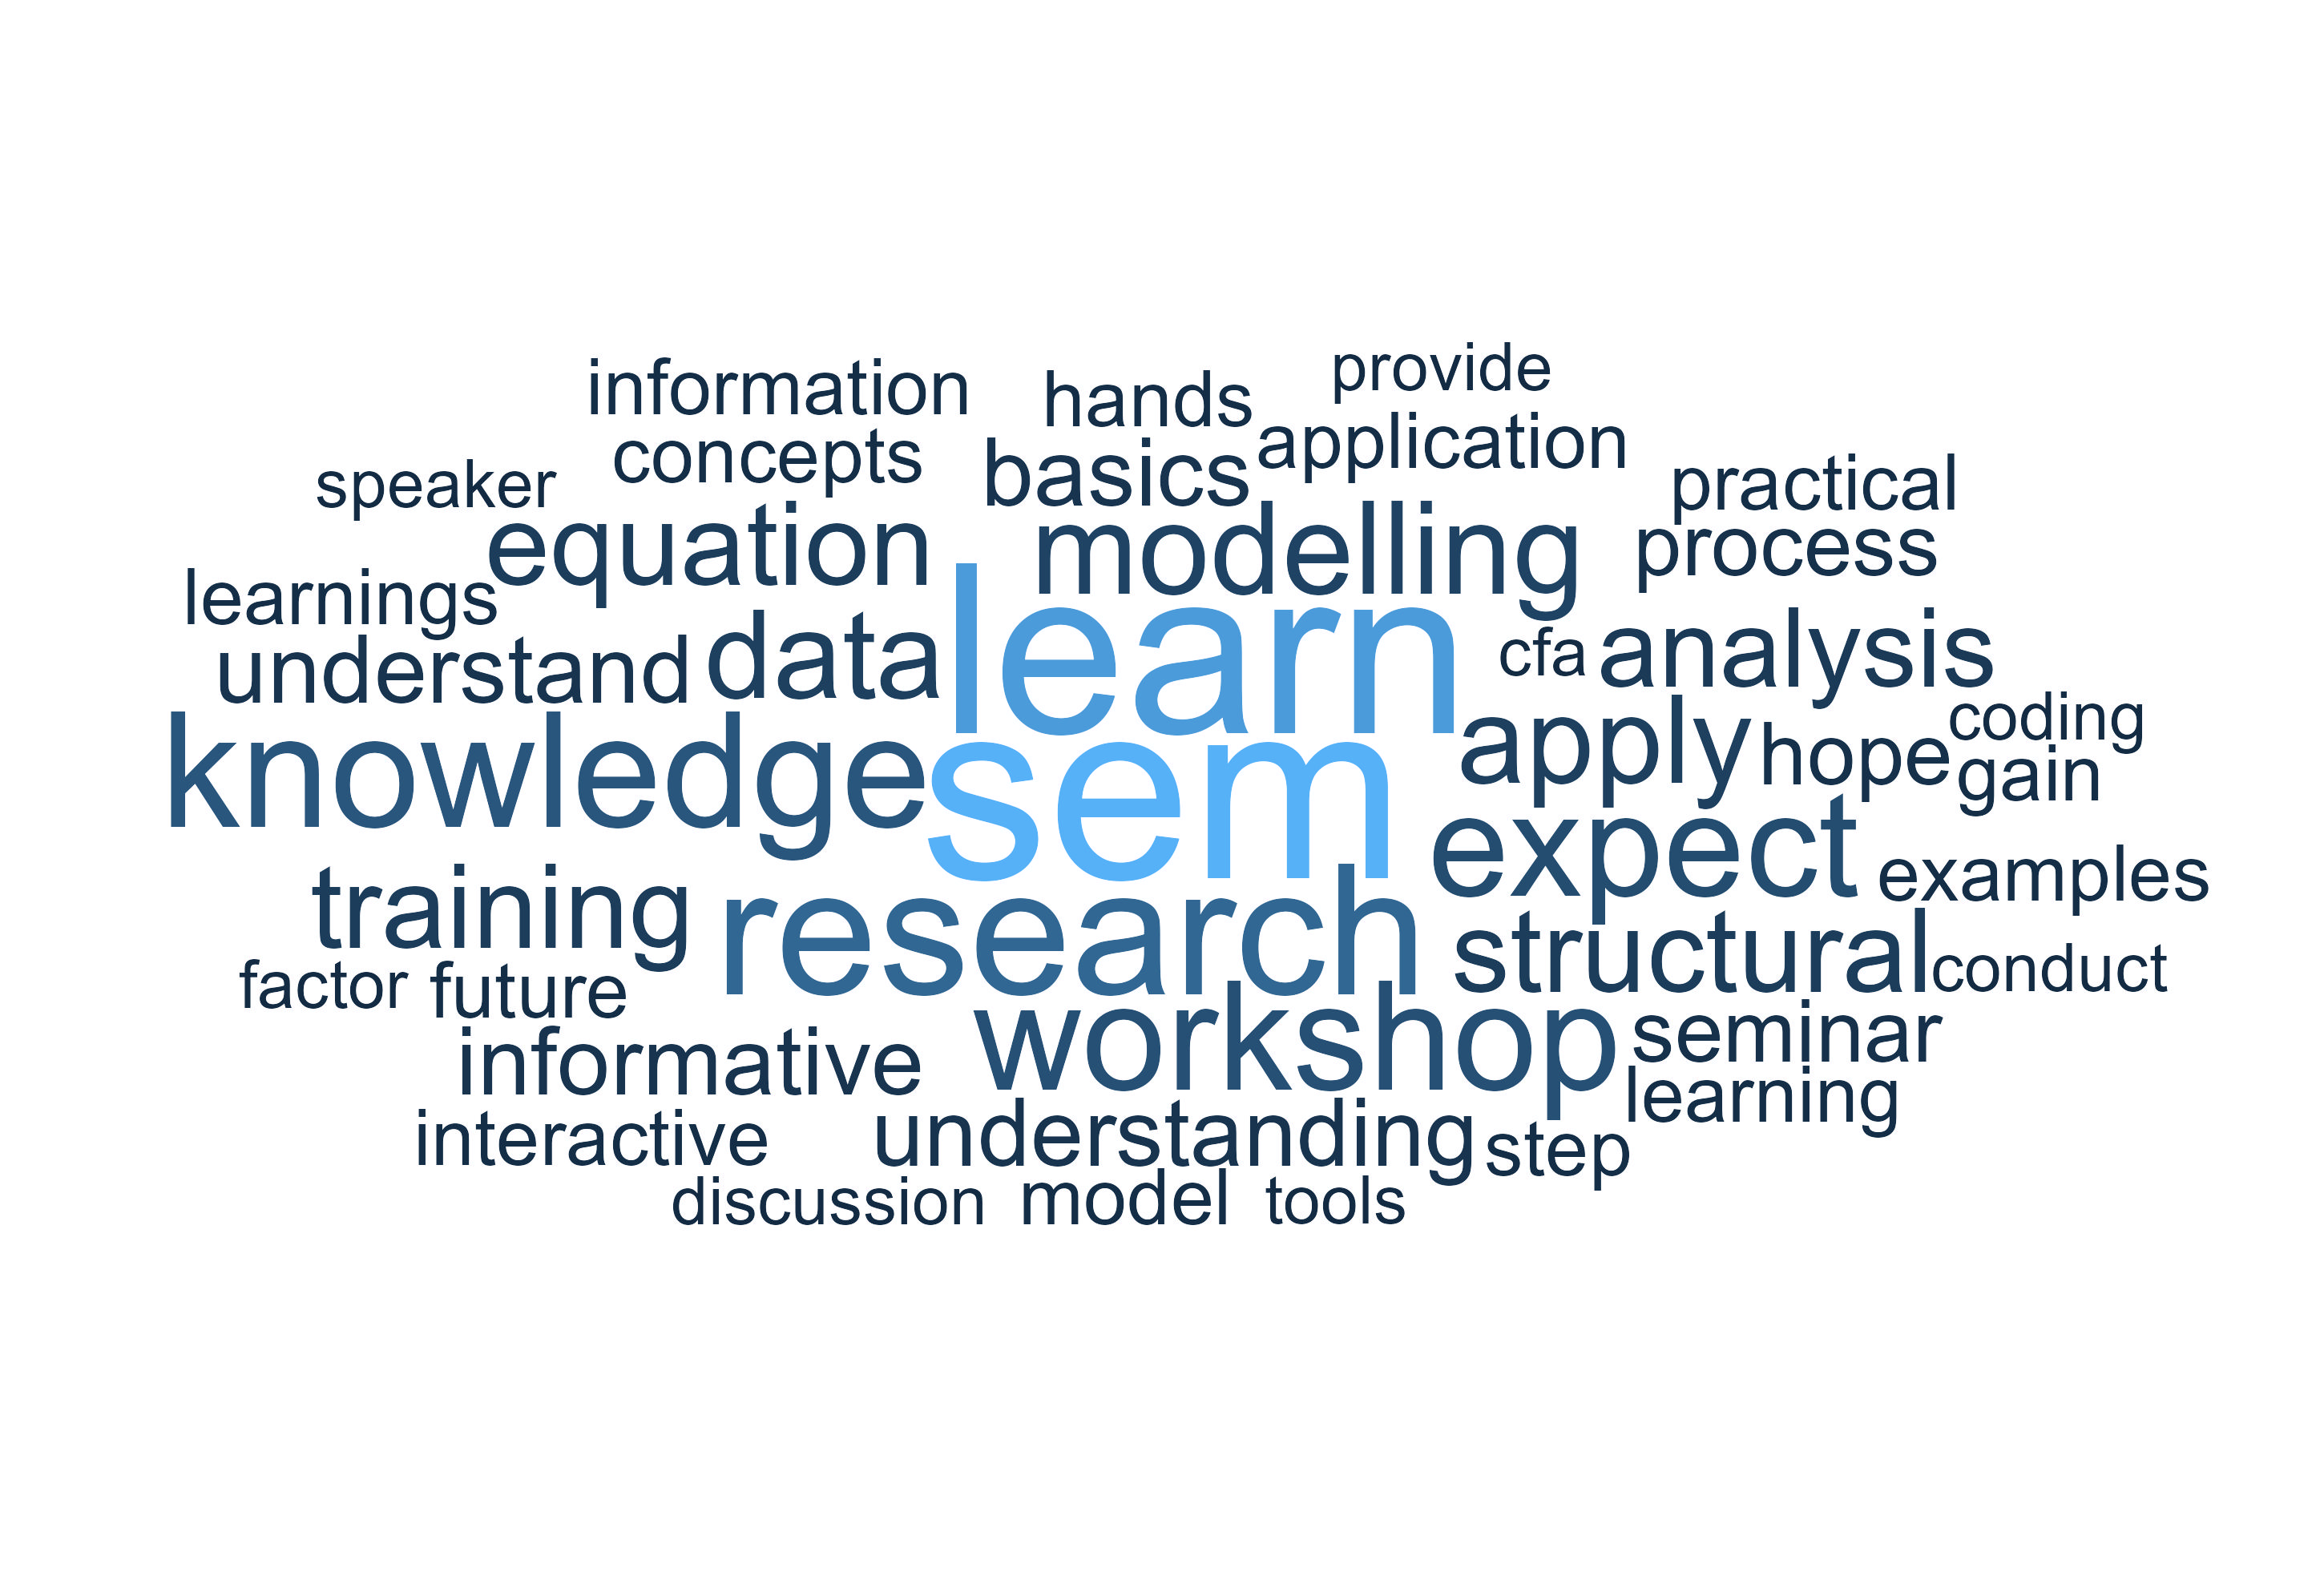 provide
information hands
concepts basics application
speaker practical
equation modelling process
learnings learn
understand data cfa analysis
coding
knowledge sem apply hope gain
expect examples
training research structural conduct
factor future
informative workshop seminar
learning
interactive understanding step
discussion model tools